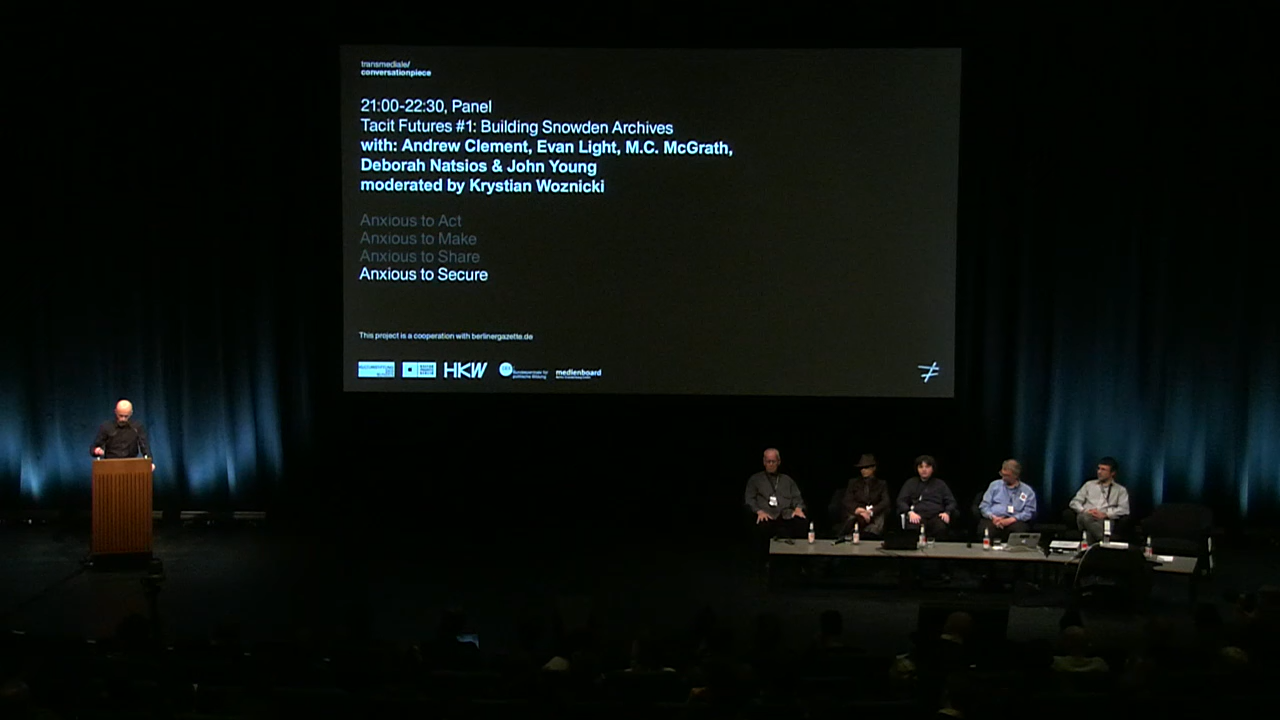 transmediale/
conversationpiece
21:00-22:30, Panel
Tacit Futures #1: Building Snowden Archives
with: Andrew Clement, Evan Light, M.C. McGrath,
Deborah Natsios & John Young
moderated by Krystian Woznicki
Anxious to Act
Anxious to Make
Anxious to Share
Anxious to Secure
This project is a cooperation with berlinergazette.de
HKW
medienboard